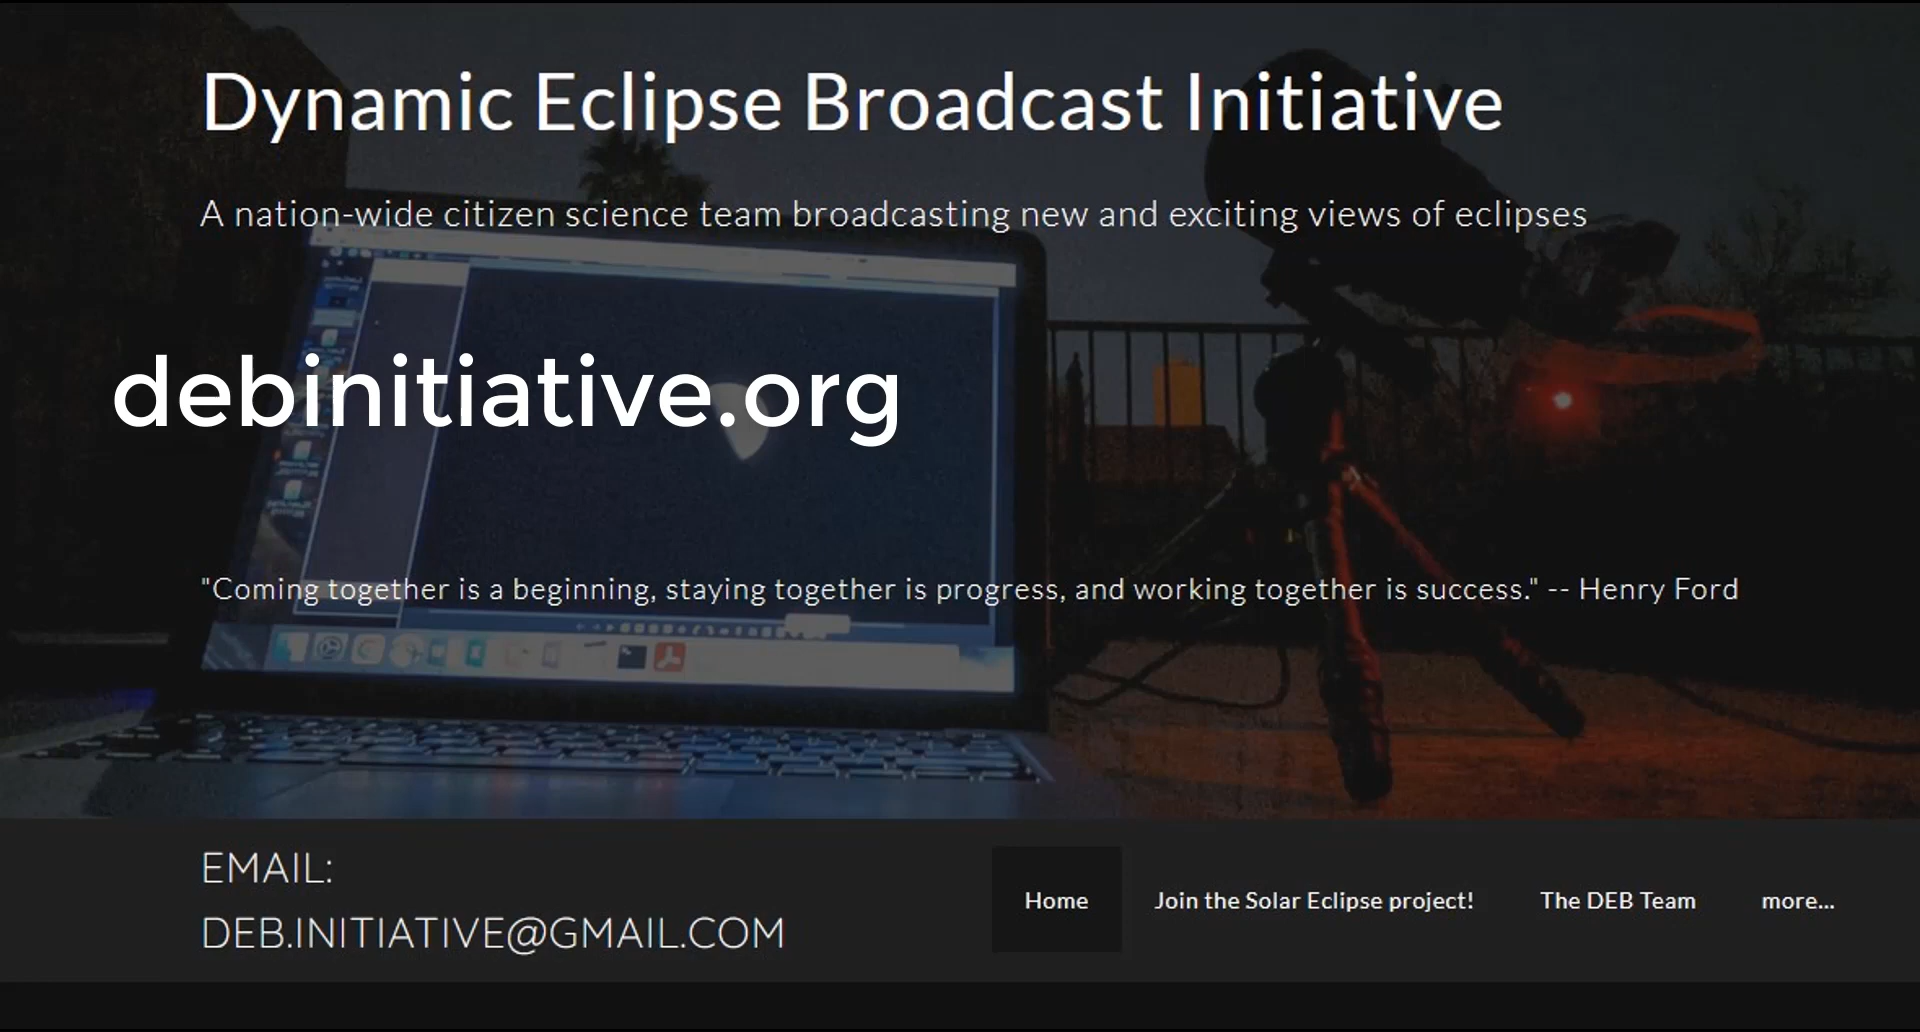 Dynamic Eclipse Broadcast Initiative
A nation-wide citizen science team broadcasting new and exciting views of eclipses
debinitiative.org
"Coming together is a beginning, staying together is progress, and working together is success." -- Henry Ford
EMAIL:
DEB.INITIATIVE@GMAIL.COM
Home
Join the Solar Eclipse project!
The DEB Team
more...